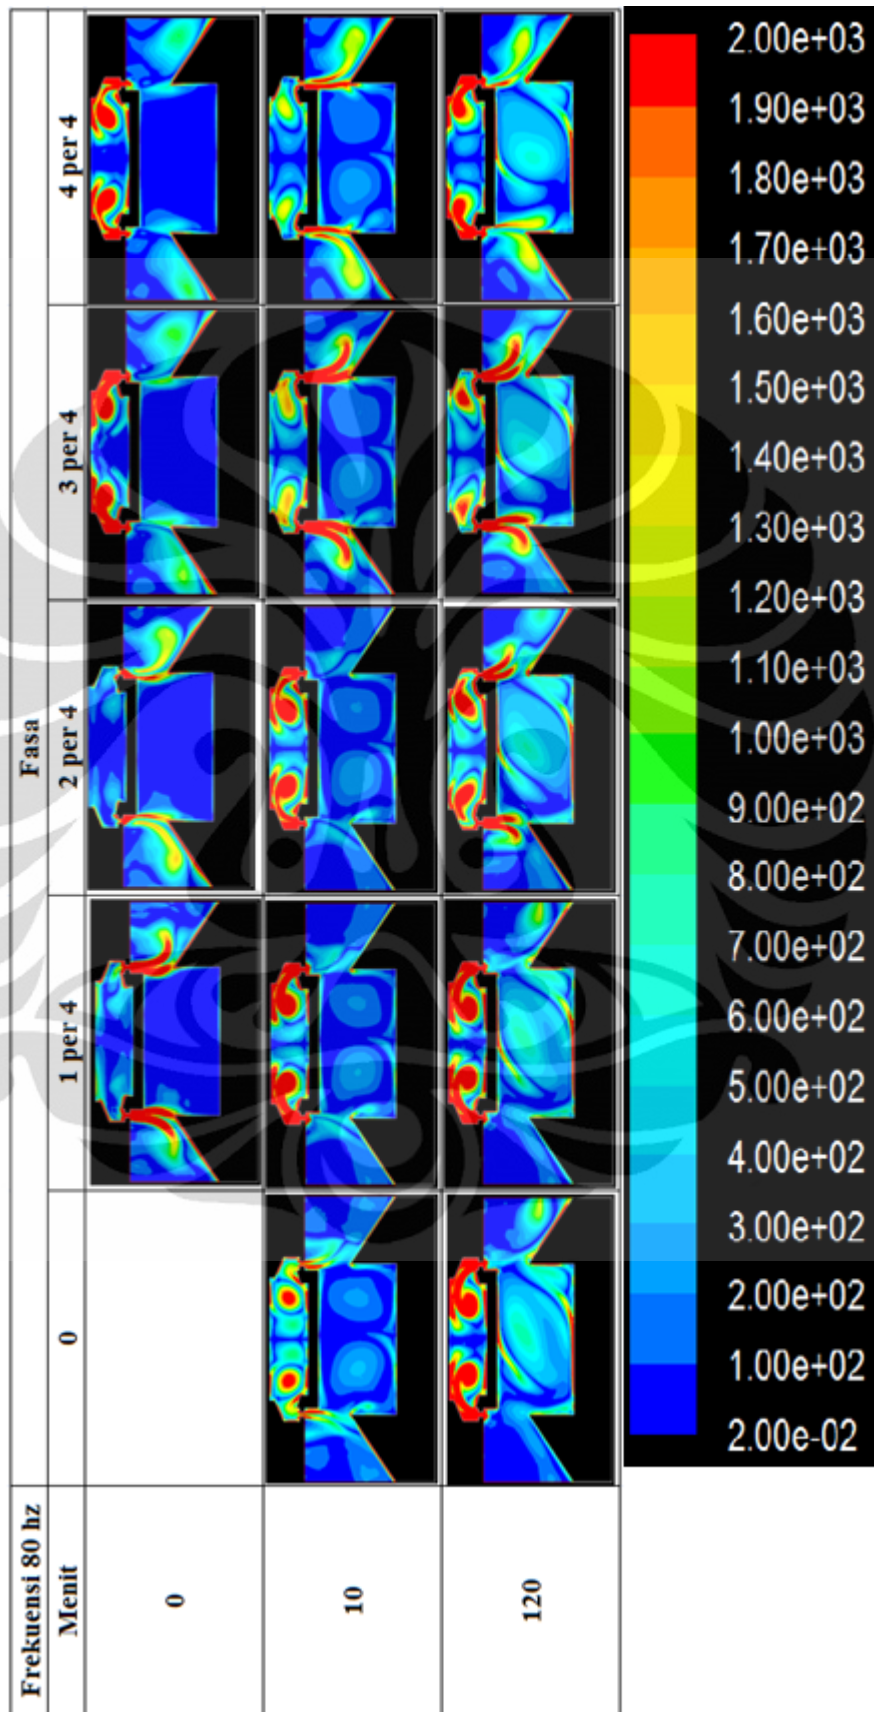 Frekuensi 80 hz
Fasa
Menit
0
1 per 4
2 per 4
3 per 4
4 per 4
0
10
120
2.00e+03
1.90e+03
1.80e+03
1.70e+03
1.60e+03
1.50e+03
1.40e+03
1.30e+03
1.20e+03
1.10e+03
1.00e+03
9.00e+02
8.00e+02
7.00e+02
6.00e+02
5.00e+02
4.00e+02
3.00e+02
2.00e+02
1.00e+02
2.00e-02